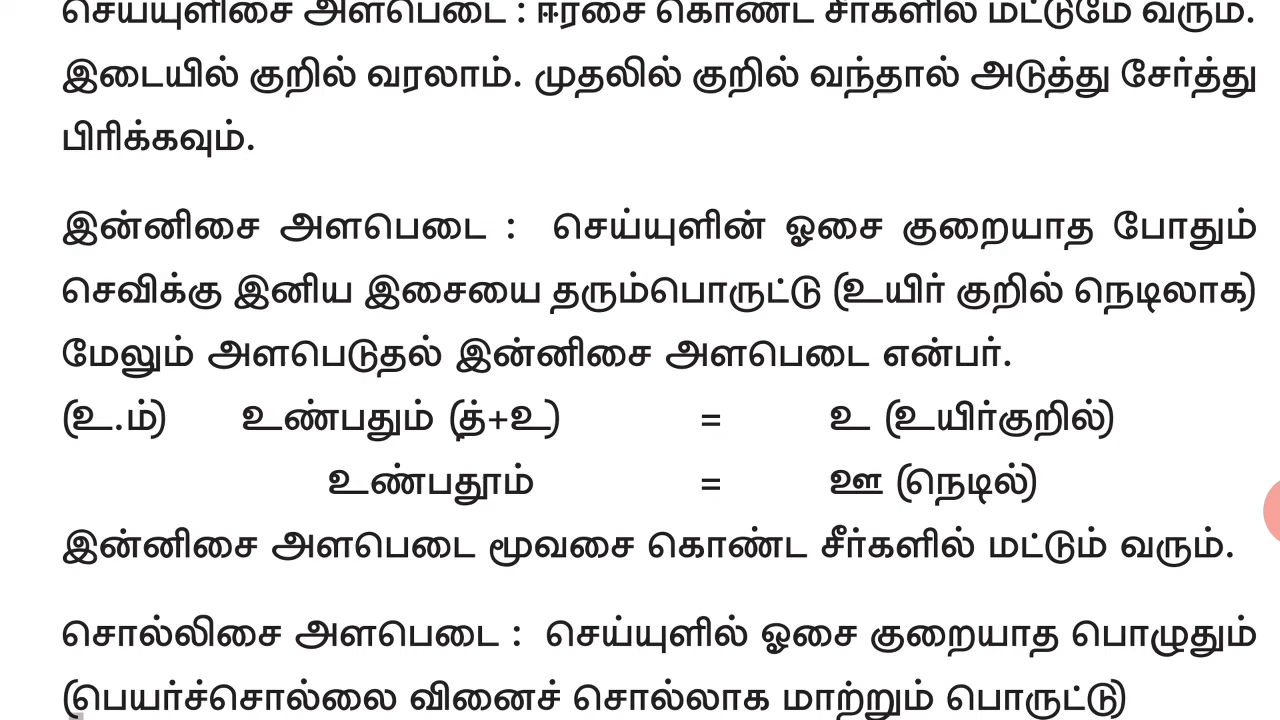 செய்யுளிசை அளபெடை : ஈரசை கொண்ட சீர்களில் மட்டுமே வரும்.
இடையில் குறில் வரலாம். முதலில் குறில் வந்தால் அடுத்து சேர்த்து
பிரிக்கவும்.
இன்னிசை அளபெடை : செய்யுளின் ஓசை குறையாத போதும்
செவிக்கு இனிய இசையை தரும்பொருட்டு (உயிர் குறில் நெடிலாக)
மேலும் அளபெடுதல் இன்னிசை அளபெடை என்பர்.
(உ.ம்) உண்பதும் (த்+உ) = உ (உயிர்குறில்)
உண்பதூம் = ஊ (நெடில்)
இன்னிசை அளபெடை மூவசை கொண்ட சீர்களில் மட்டும் வரும்.
சொல்லிசை அளபெடை : செய்யுளில் ஓசை குறையாத பொழுதும்
(பெயர்ச்சொல்லை வினைச் சொல்லாக மாற்றும் பொருட்டு)